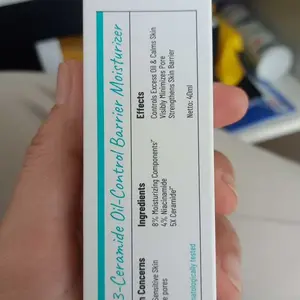 3-Ceramide Oil-Control Barrier Moisturizer
Concerns
Sensitive Skin
pores
Ingredients
8% Moisturizing Components*
4% Niacinamide
5X Ceramide**
Effects
Controls Excess Oil & Calms Skin
Visbly Minimizes Pore
Strengthens Skin Barrier
Netto: 40ml
tested